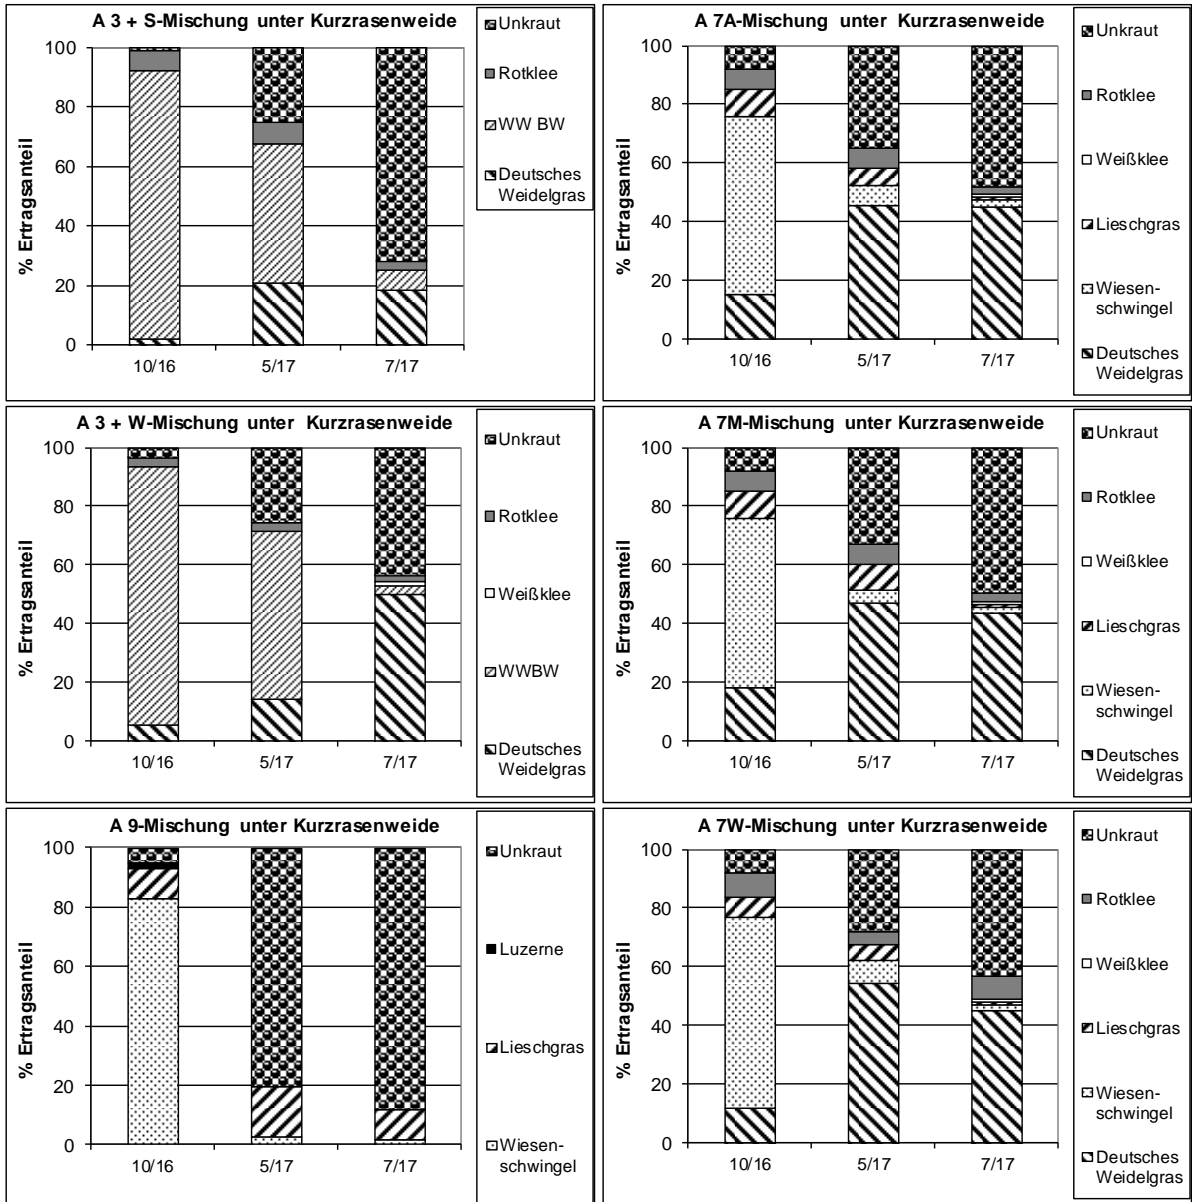 A 3 + S-Mischung unter Kurzrasenweide
% Ertragsanteil
100
80
60
40
20
0
10/16
5/17
7/17
Unkraut
Rotklee
WW BW
Deutsches
Weidelgras
A 7A-Mischung unter Kurzrasenweide
% Ertragsanteil
100
80
60
40
20
0
10/16
5/17
7/17
Unkraut
Rotklee
Weißklee
Lieschgras
Wiesen-
schwingel
Deutsches
Weidelgras
A 3 + W-Mischung unter Kurzrasenweide
% Ertragsanteil
100
80
60
40
20
0
10/16
5/17
7/17
Unkraut
Rotklee
Weißklee
WWBW
Deutsches
Weidelgras
A 7M-Mischung unter Kurzrasenweide
% Ertragsanteil
100
80
60
40
20
0
10/16
5/17
7/17
Unkraut
Rotklee
Weißklee
Lieschgras
Wiesen-
schwingel
Deutsches
Weidelgras
A 9-Mischung unter Kurzrasenweide
% Ertragsanteil
100
80
60
40
20
0
10/16
5/17
7/17
Unkraut
Luzerne
Lieschgras
Wiesen-
schwingel
A 7W-Mischung unter Kurzrasenweide
% Ertragsanteil
100
80
60
40
20
0
10/16
5/17
7/17
Unkraut
Rotklee
Weißklee
Lieschgras
Wiesen-
schwingel
Deutsches
Weidelgras